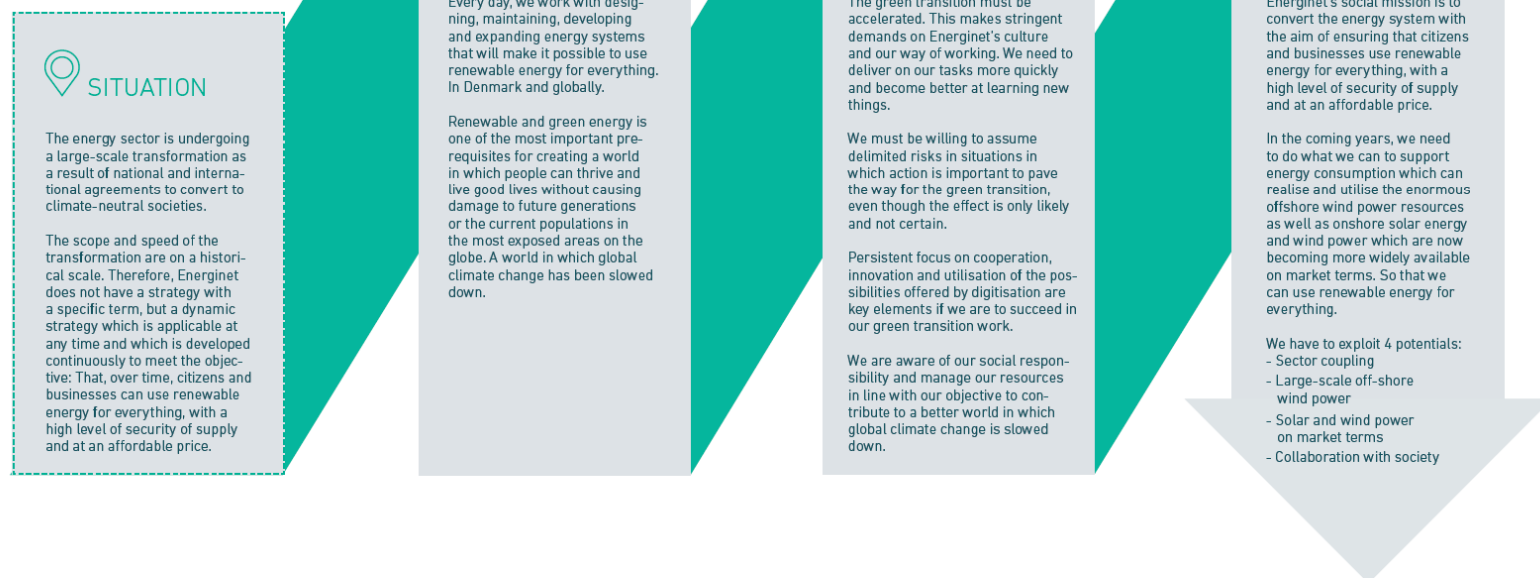 SITUATION
The energy sector is undergoing
a large-scale transformation as
a result of national and interna-
tional agreements to convert to
climate-neutral societies.
The scope and speed of the
transformation are on a histori-
cal scale. Therefore, Energinet
does not have a strategy with
a specific term, but a dynamic
strategy which is applicable at
any time and which is developed
continuously to meet the objec-
tive: That, over time, citizens and
businesses can use renewable
energy for everything, with a
high level of security of supply
and at an affordable price.
Every day, we work with desig-
ning, maintaining, developing
and expanding energy systems
that will make it possible to use
renewable energy for everything.
In Denmark and globally.
Renewable and green energy is
one of the most important pre-
requisites for creating a world
in which people can thrive and
live good lives without causing
damage to future generations
or the current populations in
the most exposed areas on the
globe. A world in which global
climate change has been slowed
down.
The green transition must be
accelerated. This makes stringent
demands on Energinet's culture
and our way of working. We need to
deliver on our tasks more quickly
and become better at learning new
things.
We must be willing to assume
delimited risks in situations in
which action is important to pave
the way for the green transition,
even though the effect is only likely
and not certain.
Persistent focus on cooperation,
innovation and utilisation of the pos-
sibilities offered by digitisation are
key elements if we are to succeed in
our green transition work.
We are aware of our social respon-
sibility and manage our resources
in line with our objective to con-
tribute to a better world in which
global climate change is slowed
down.
Energinet's social mission is to
convert the energy system with
the aim of ensuring that citizens
and businesses use renewable
energy for everything, with a
high level of security of supply
and at an affordable price.
In the coming years, we need
to do what we can to support
energy consumption which can
realise and utilise the enormous
offshore wind power resources
as well as onshore solar energy
and wind power which are now
becoming more widely available
on market terms. So that we
can use renewable energy for
everything.
We have to exploit 4 potentials:
- Sector coupling
- Large-scale off-shore
wind power
- Solar and wind power
on market terms
- Collaboration with society